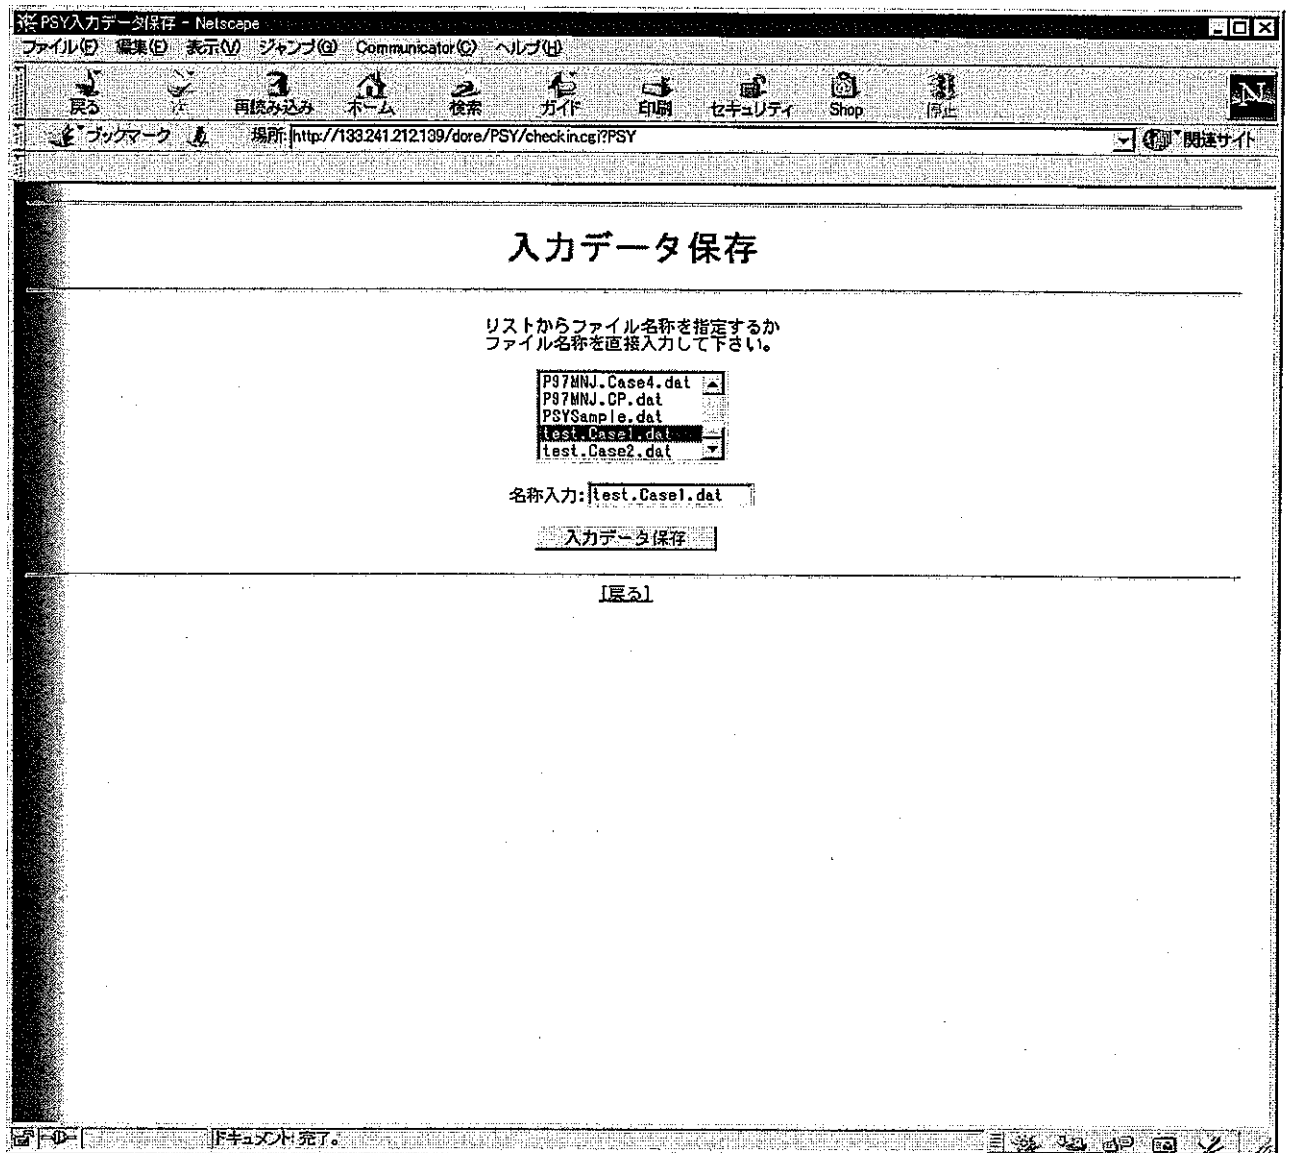 PSY入力データ保存 - Netscape
ファイル(F) 編集(E) 表示(V) ジャンプ(G) Communicator(C) ヘルプ(H)
戻る 次 再読み込み ホーム 検索 ガイド 印刷 セキュリティ Shop 停止
N
ブックマーク 場所: http://133.241.212.139/dore/PSY/checkin.cgi?PSY 関連サイト
入力データ保存
リストからファイル名称を指定するか
ファイル名称を直接入力して下さい。
P97MNJ.Case4.dat
P97MNJ.CP.dat
PSYSample.dat
test.Case1.dat
test.Case2.dat
名称入力: test.Case1.dat
入力データ保存
[戻る]
ドキュメント: 完了。